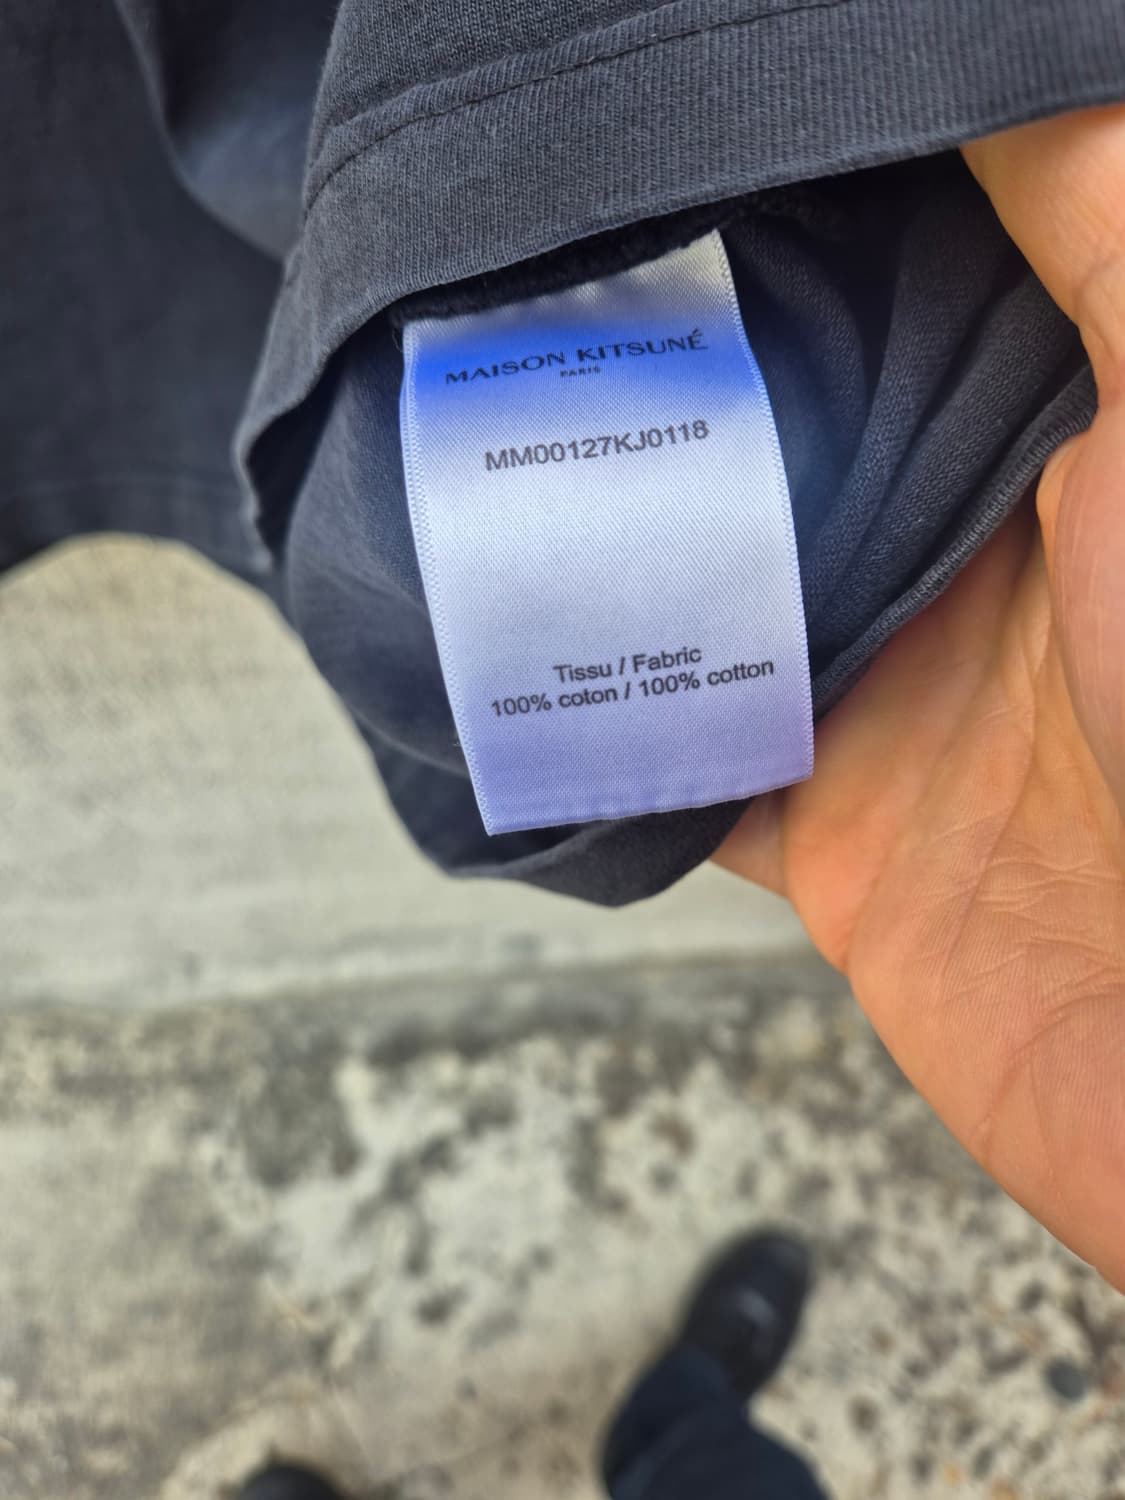 MAISON KITSUNÉ
PARIS
MM00127KJ0118
Tissu / Fabric
100% coton / 100% cotton